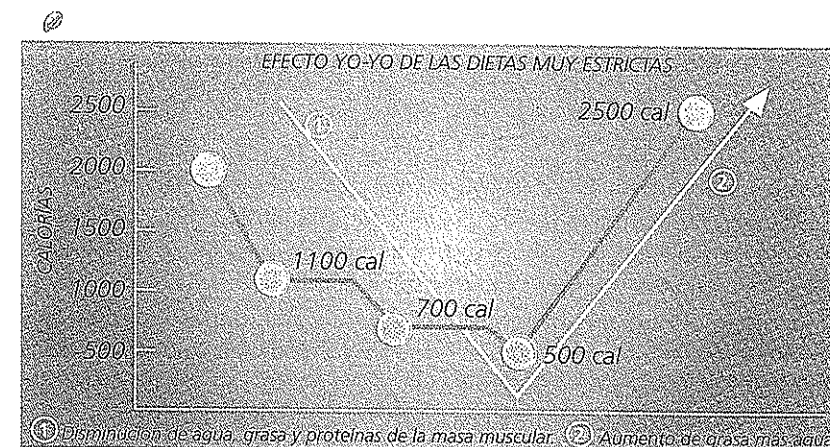 EFECTO YO-YO DE LAS DIETAS MUY ESTRICTAS
CALORIAS
2500
2000
1500
1000
500
①
②
2500 cal
1100 cal
700 cal
500 cal
① Disminución de agua, grasa y proteínas de la masa muscular ② Aumento de grasa más agua